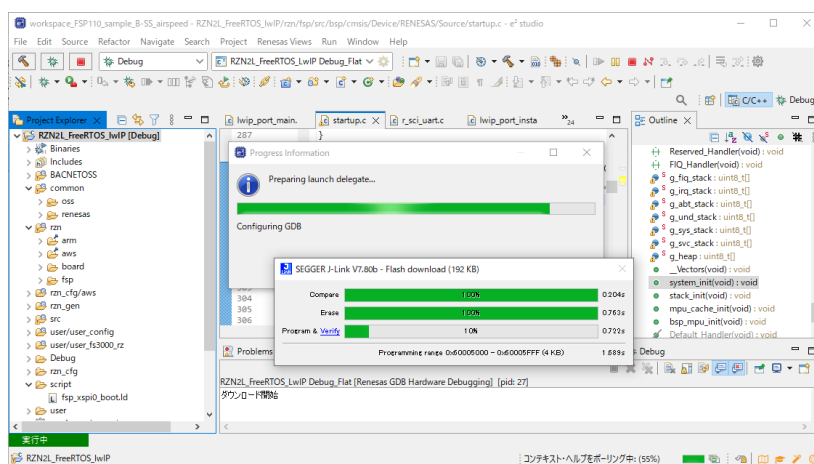 workspace_FSP110_sample_B-SS_airspeed - RZN2L_FreeRTOS_LwIP/rzn/fsp/src/bsp/cmsis/Device/RENESAS/Source/startup.c - e² studio
File Edit Source Refactor Navigate Search Project Renesas Views Run Window Help
Debug
RZN2L_FreeRTOS_LwIP Debug_Flat
C/C++
Debug
Project Explorer
lwip_port_main.
startup.c
r_sci_uart.c
lwip_port_insta
24
Outline
RZN2L_FreeRTOS_lwIP [Debug]
Binaries
Includes
BACNETOSS
common
oss
renesas
rzn
arm
aws
board
fsp
rzn_cfg/aws
rzn_gen
src
user/user_config
user/user_fs3000_rz
Debug
rzn_cfg
script
fsp_xspi0_boot.ld
user
287 }
Progress Information
Preparing launch delegate...
Configuring GDB
304
305
306
SEGGER J-Link V7.80b - Flash download (192 KB)
Compare 100% 0.204s
Erase 100% 0.763s
Program & Verify 10% 0.722s
Programming range 0x60005000 - 0x60005FFF (4 KB) 1.689s
Reserved_Handler(void) : void
FIQ_Handler(void) : void
g_fiq_stack : uint8_t[]
g_irq_stack : uint8_t[]
g_abt_stack : uint8_t[]
g_und_stack : uint8_t[]
g_sys_stack : uint8_t[]
g_svc_stack : uint8_t[]
g_heap : uint8_t[]
_Vectors(void) : void
system_init(void) : void
stack_init(void) : void
mpu_cache_init(void) : void
bsp_mpu_init(void) : void
Default_Handler(void) : void
Problems
Debug
RZN2L_FreeRTOS_LwIP Debug_Flat [Renesas GDB Hardware Debugging] [pid: 27]
ダウンロード開始
実行中
RZN2L_FreeRTOS_lwIP
コンテキスト・ヘルプをポーリング中: (55%)